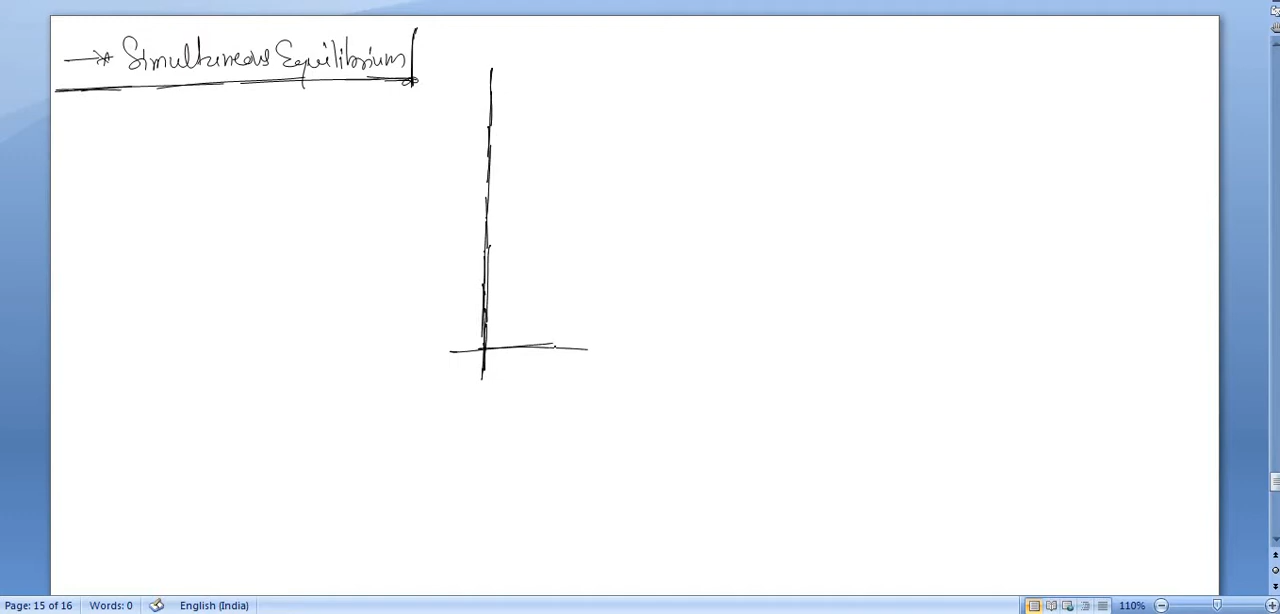 →* Simultaneous Equilibrium
Page: 15 of 16 Words: 0 English (India) 110%